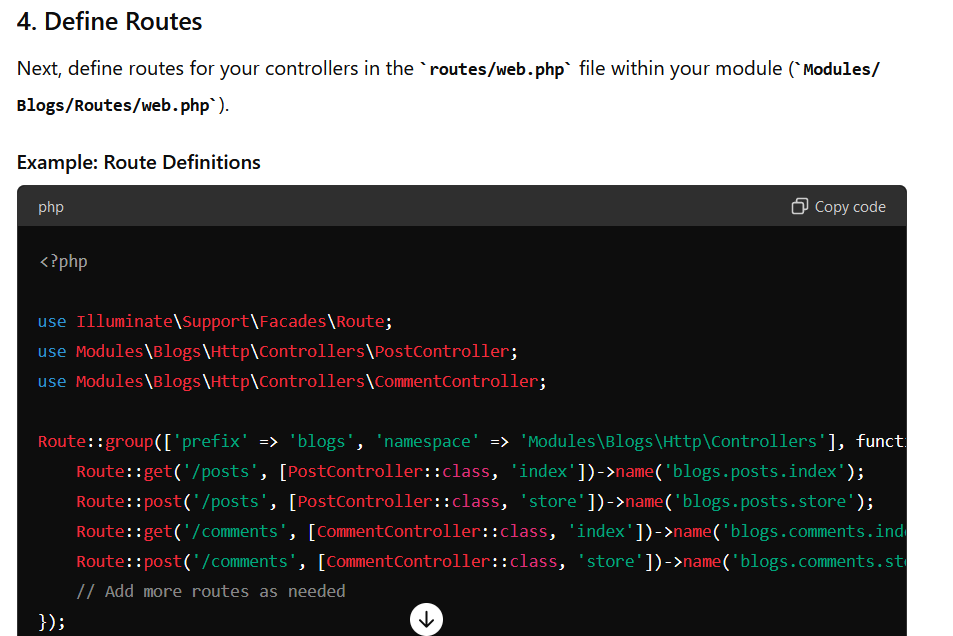 4. Define Routes
Next, define routes for your controllers in the `routes/web.php` file within your module (`Modules/
Blogs/Routes/web.php`).
Example: Route Definitions
php
Copy code
<?php
use Illuminate\Support\Facades\Route;
use Modules\Blogs\Http\Controllers\PostController;
use Modules\Blogs\Http\Controllers\CommentController;
Route::group(['prefix' => 'blogs', 'namespace' => 'Modules\Blogs\Http\Controllers'], funct
Route::get('/posts', [PostController::class, 'index'])->name('blogs.posts.index');
Route::post('/posts', [PostController::class, 'store'])->name('blogs.posts.store');
Route::get('/comments', [CommentController::class, 'index'])->name('blogs.comments.ind
Route::post('/comments', [CommentController::class, 'store'])->name('blogs.comments.st
// Add more routes as needed
});